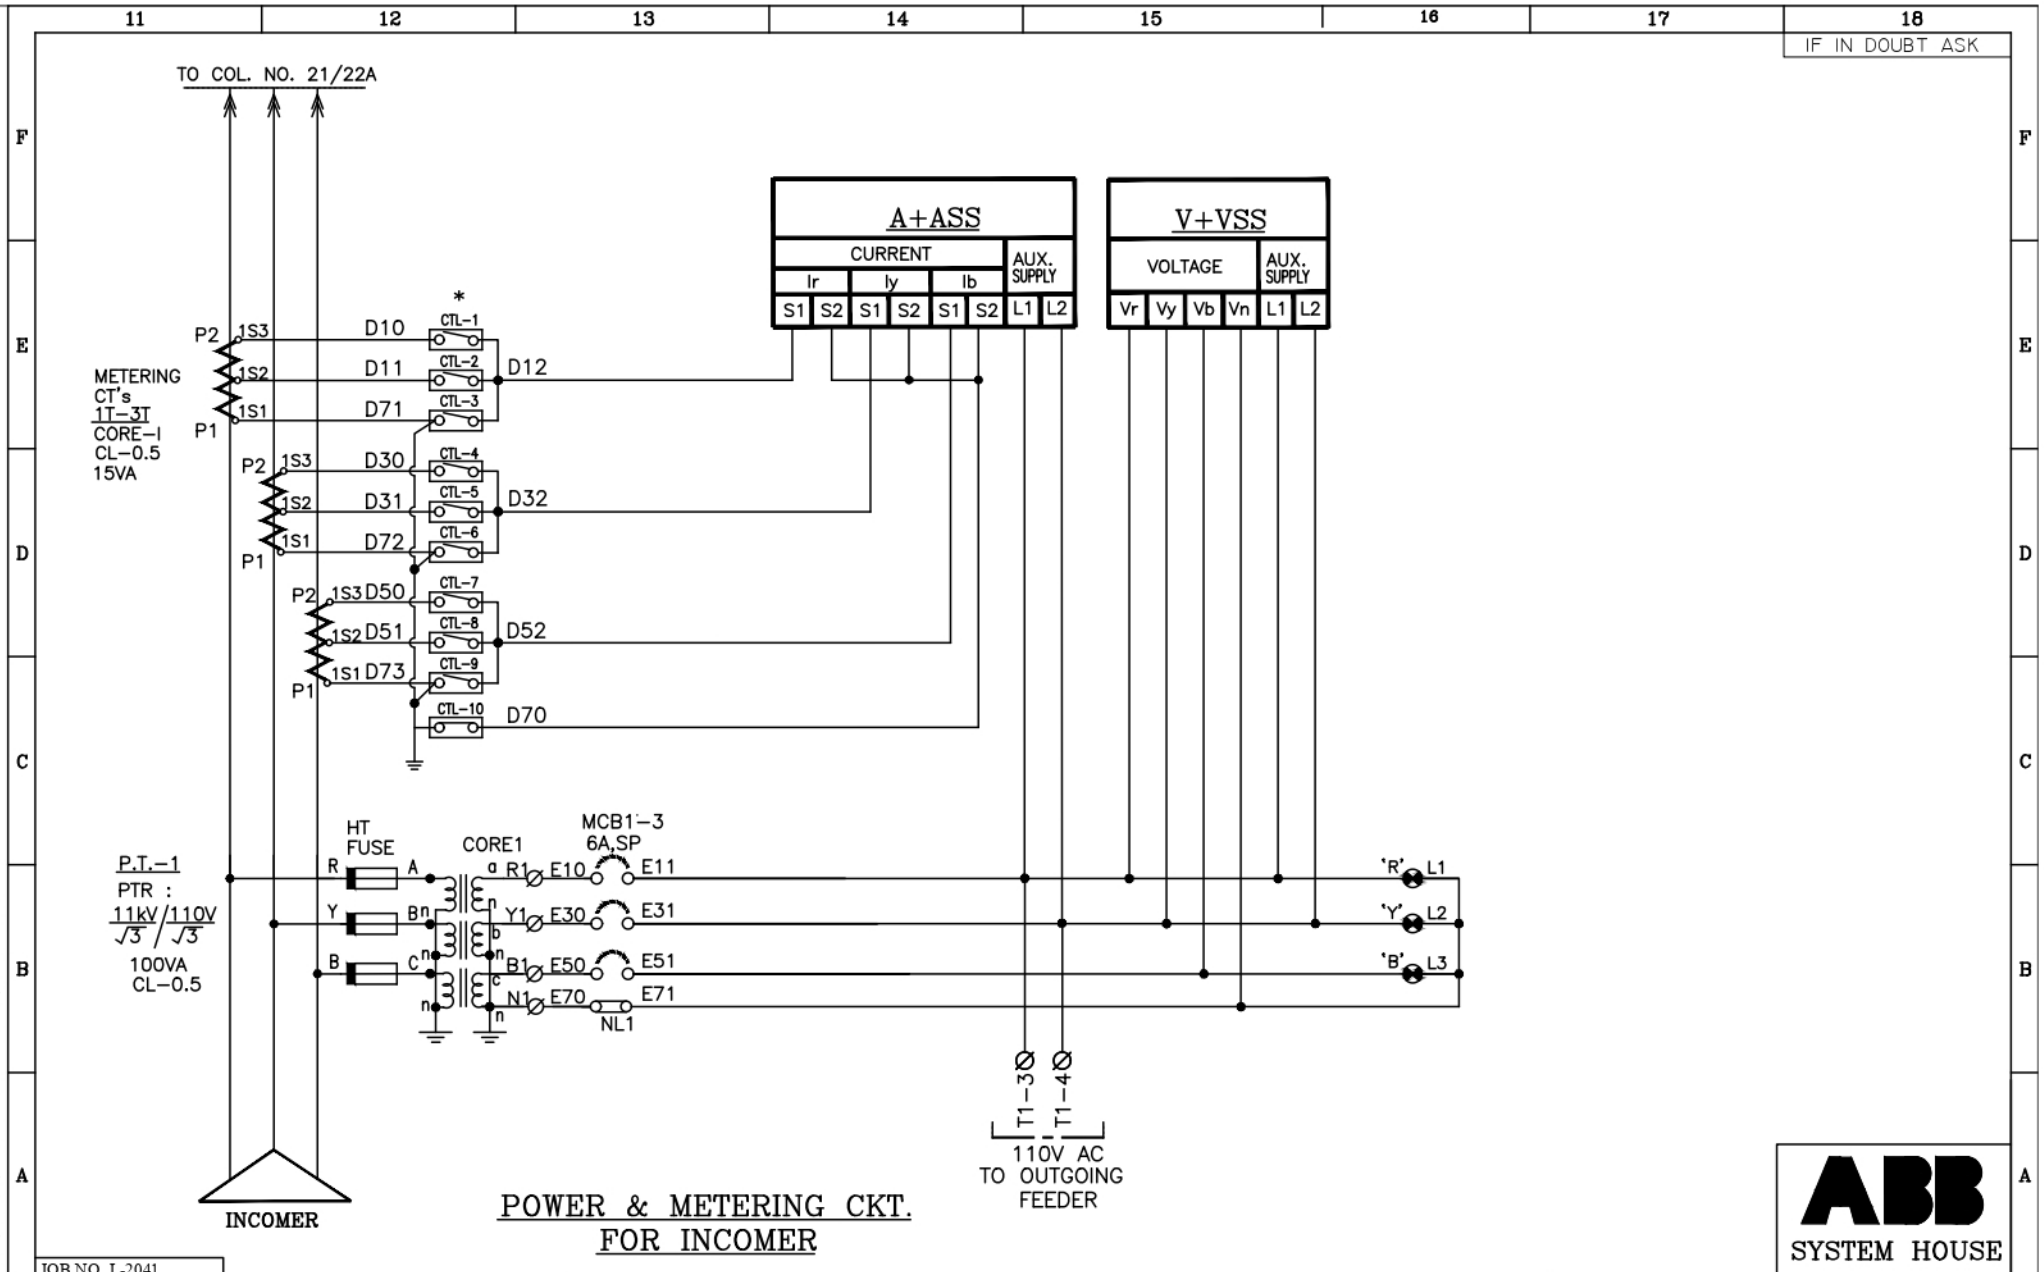 11 12 13 14 15 16 17 18
IF IN DOUBT ASK
TO COL. NO. 21/22A
F F
A+ASS V+VSS
CURRENT AUX. SUPPLY VOLTAGE AUX. SUPPLY
Ir Iy Ib
S1 S2 S1 S2 S1 S2 L1 L2 Vr Vy Vb Vn L1 L2
E E
*
P2 1S3 D10 CTL-1
1S2 D11 CTL-2 D12
P1 1S1 D71 CTL-3
METERING
CT's
1T-3T
CORE-I
CL-0.5
15VA
P2 1S3 D30 CTL-4
1S2 D31 CTL-5 D32
P1 1S1 D72 CTL-6
D D
P2 1S3 D50 CTL-7
1S2 D51 CTL-8 D52
P1 1S1 D73 CTL-9
CTL-10 D70
C C
HT
FUSE
CORE1
MCB1-3
6A,SP
P.T.-1
PTR :
11kV/√3 / 110V/√3
100VA
CL-0.5
R A a R1 E10 E11 'R' L1
n
Y B n Y1 E30 E31 'Y' L2
b
n n
B C B1 E50 E51 'B' L3
c
n n N1 E70 E71
NL1
B B
T1-3 T1-4
110V AC
TO OUTGOING
FEEDER
A A
INCOMER
POWER & METERING CKT.
FOR INCOMER
ABB
SYSTEM HOUSE
JOB NO. L-2041